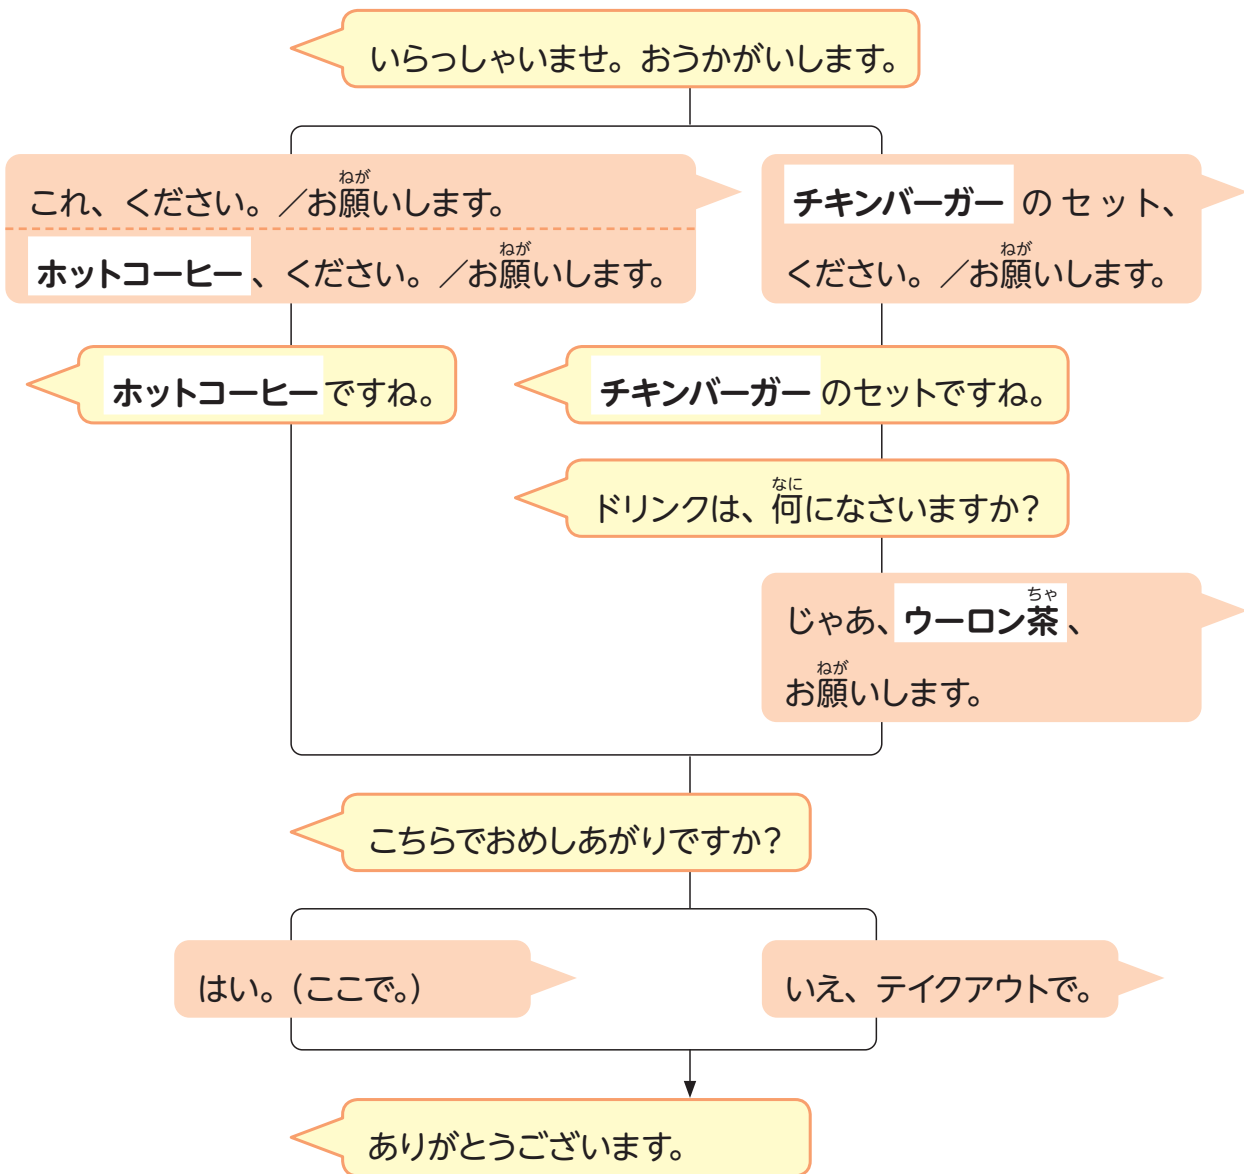 いらっしゃいませ。おうかがいします。
これ、ください。／お願いします。
ねが
ホットコーヒー、ください。／お願いします。
ねが
チキンバーガー のセット、
ください。／お願いします。
ねが
ホットコーヒーですね。
チキンバーガーのセットですね。
ドリンクは、何になさいますか？
なに
じゃあ、ウーロン茶、
ちゃ
お願いします。
ねが
こちらでおめしあがりですか？
はい。（ここで。）
いえ、テイクアウトで。
ありがとうございます。